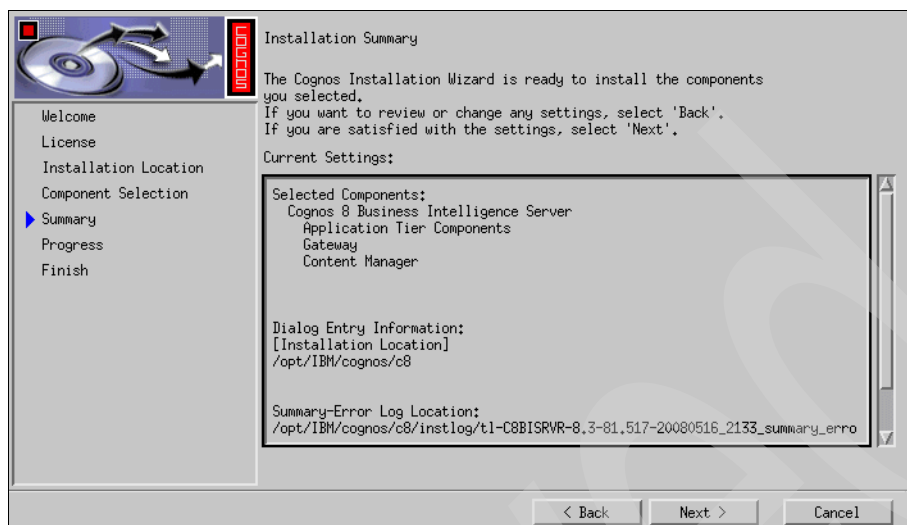 COGNOS
Installation Summary
The Cognos Installation Wizard is ready to install the components
you selected.
If you want to review or change any settings, select 'Back'.
If you are satisfied with the settings, select 'Next'.
Current Settings:
Welcome
License
Installation Location
Component Selection
Summary
Progress
Finish
Selected Components:
Cognos 8 Business Intelligence Server
Application Tier Components
Gateway
Content Manager
Dialog Entry Information:
[Installation Location]
/opt/IBM/cognos/c8
Summary-Error Log Location:
/opt/IBM/cognos/c8/instlog/tl-C8BISRVR-8.3-81.517-20080516_2133_summary_erro
< Back
Next >
Cancel